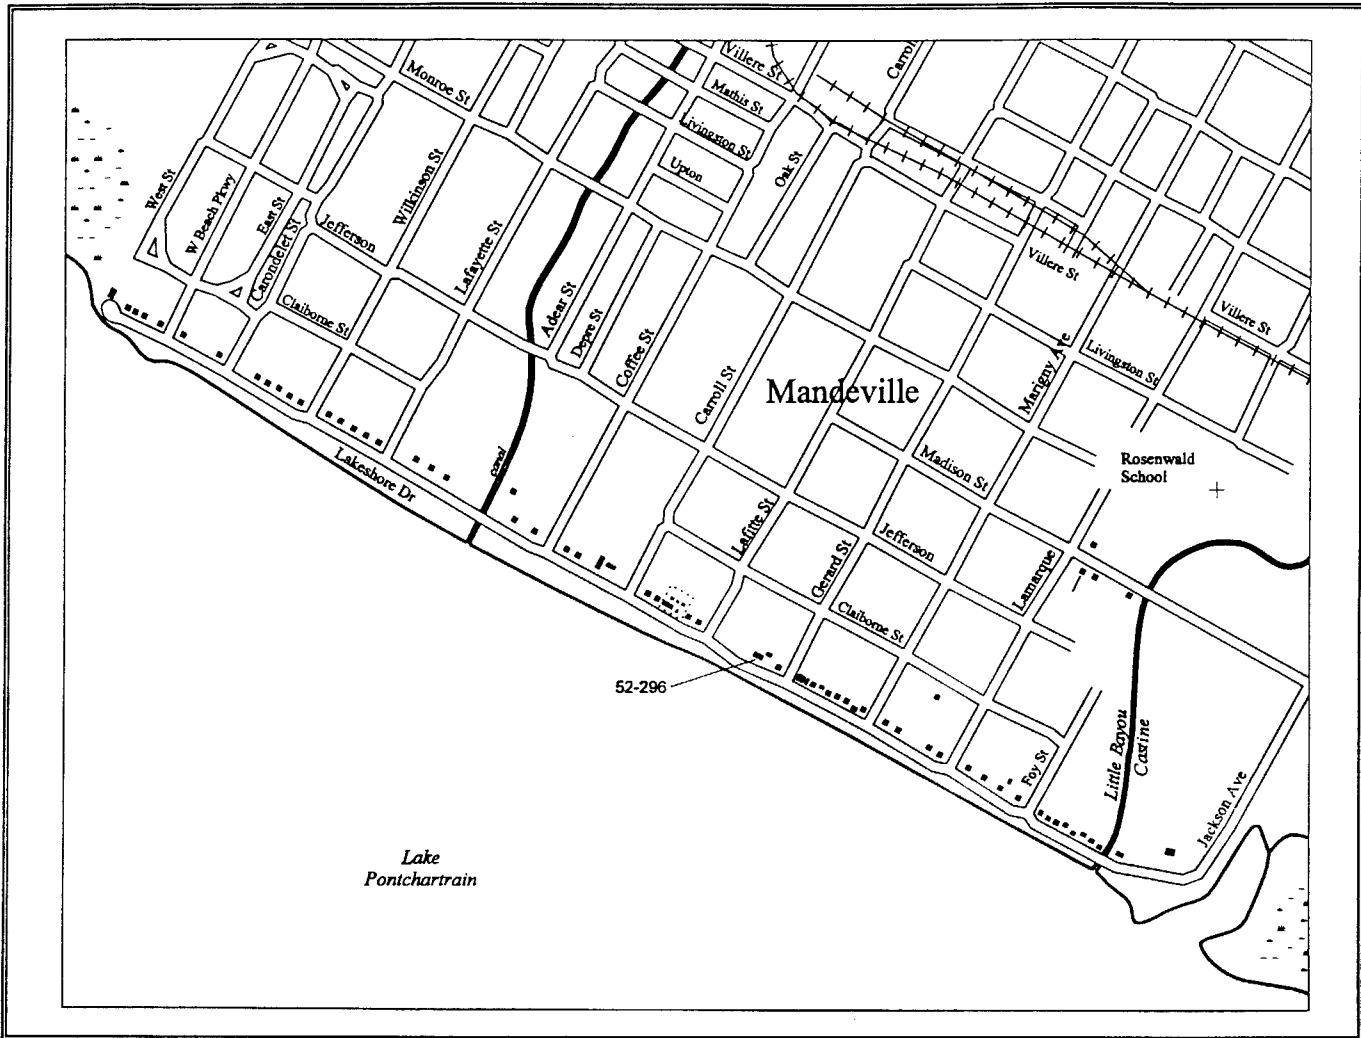 Villere St
Carroll
Monroe St
Mathis St
Livingston St
Upton
Oak St
West St
W Beach Pkwy
East St
Carondelet St
Jefferson
Wilkinson St
Lafayette St
Claiborne St
Adear St
Depre St
Coffee St
Carroll St
Mandeville
Villere St
Villere St
Marigny Ave
Livingston St
Rosenwald
School
Madison St
Lakeshore Dr
canal
Lafitte St
Gerard St
Jefferson
Lamarque
Claiborne St
52-296
Foy St
Little Bayou
Castine
Jackson Ave
Lake
Pontchartrain